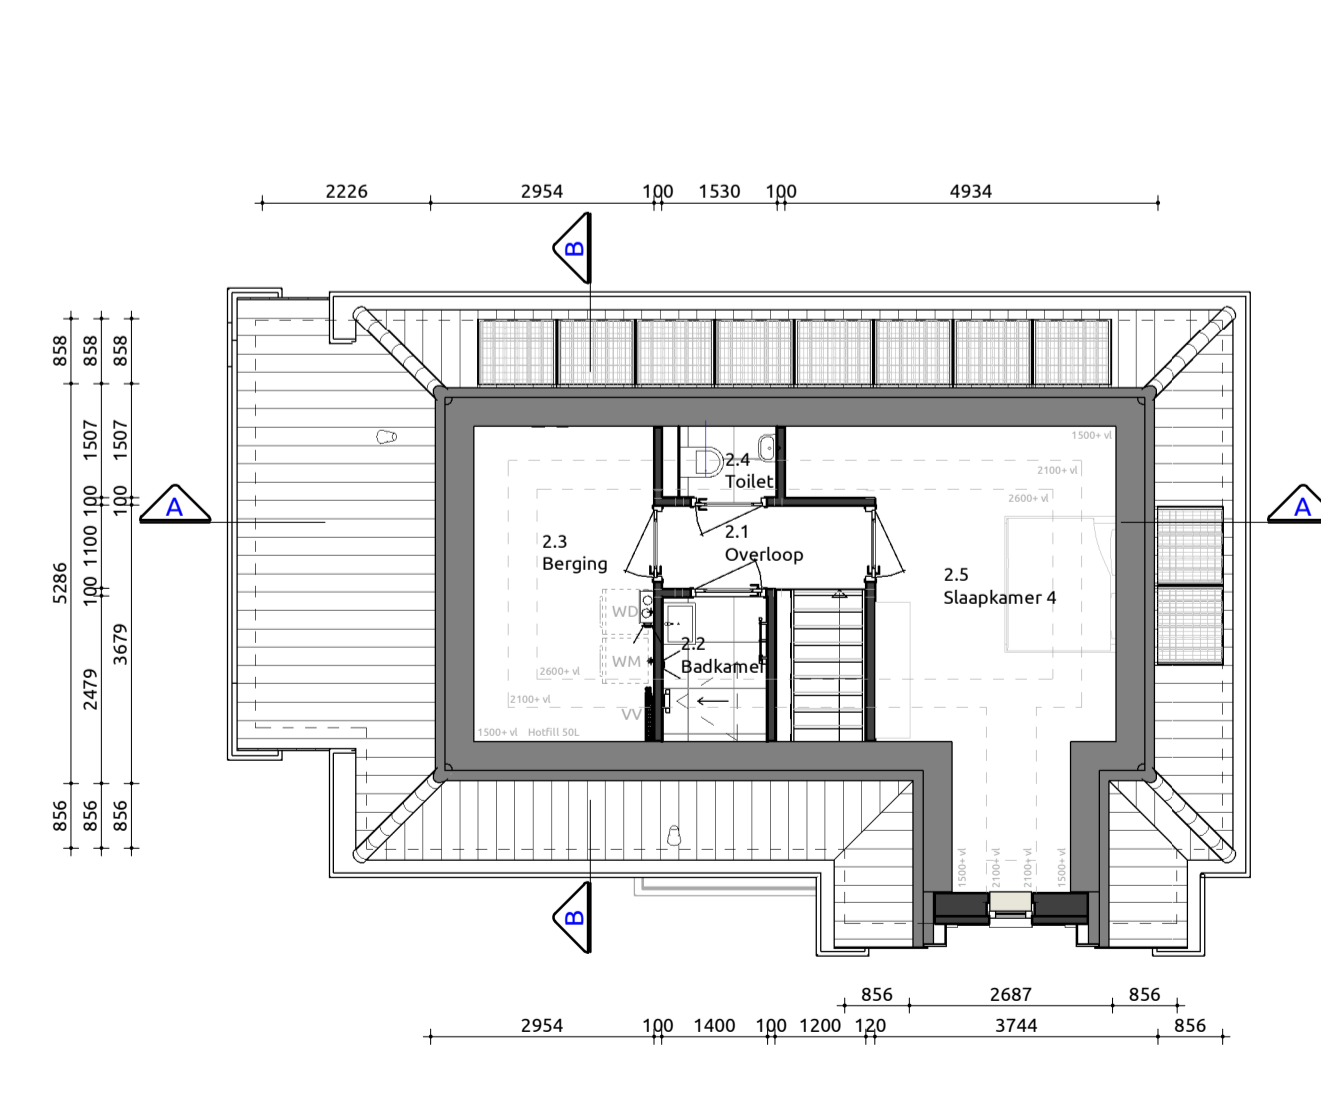 2226 2954 100 1530 100 4934
B
858 858 858
1507 1507
1500+ vl
2.4
Toilet
2100+ vl
100 100
2600+ vl
A A
5286 1100
2.1
Overloop
2.3
Berging
2.5
Slaapkamer 4
100
WD
3679
2.2
Badkamer
WM
2600+ vl
2479
2100+ vl
VV
1500+ vl Hotfill 50L
856 856 856
1500+ vl 2100+ vl 2100+ vl 1500+ vl
B
856 2687 856
2954 100 1400 100 1200 120 3744 856